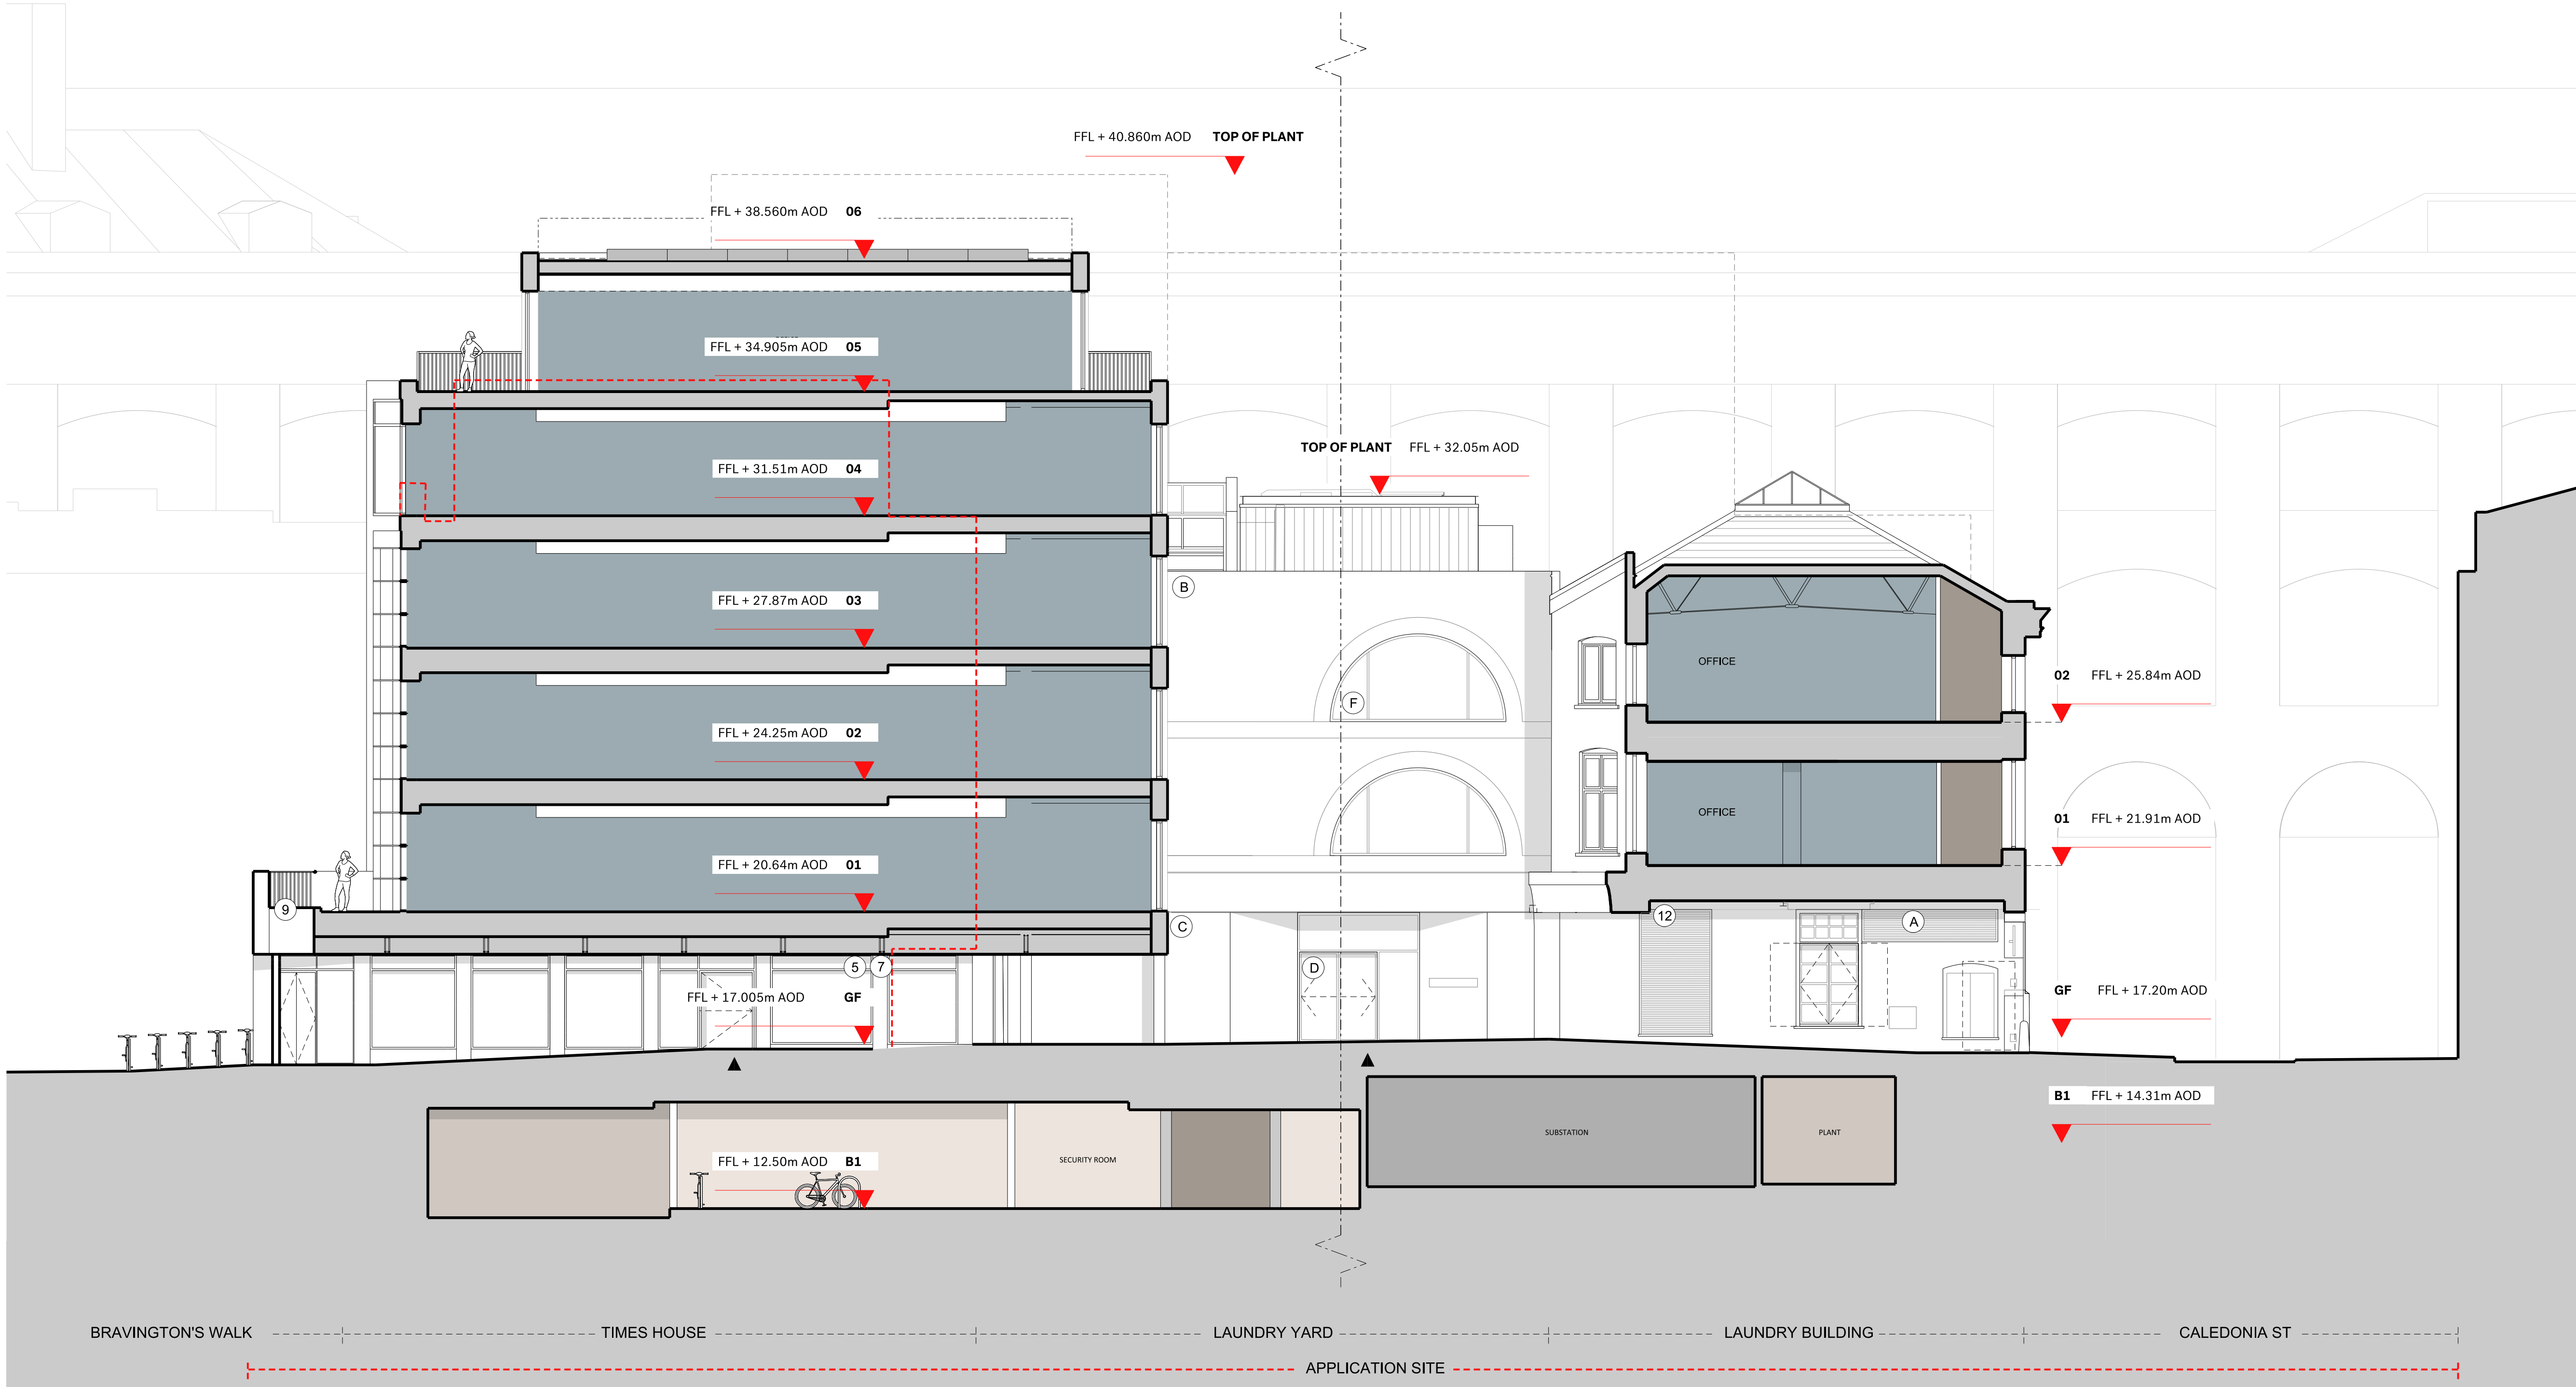 FFL + 40.860m AOD TOP OF PLANT
FFL + 38.560m AOD 06
FFL + 34.905m AOD 05
TOP OF PLANT FFL + 32.05m AOD
FFL + 31.51m AOD 04
B
FFL + 27.87m AOD 03
OFFICE
02 FFL + 25.84m AOD
F
FFL + 24.25m AOD 02
OFFICE
01 FFL + 21.91m AOD
FFL + 20.64m AOD 01
9
12
A
C
5
7
D
FFL + 17.005m AOD GF
GF FFL + 17.20m AOD
B1 FFL + 14.31m AOD
SUBSTATION
PLANT
FFL + 12.50m AOD B1
SECURITY ROOM
BRAVINGTON'S WALK
TIMES HOUSE
LAUNDRY YARD
LAUNDRY BUILDING
CALEDONIA ST
APPLICATION SITE